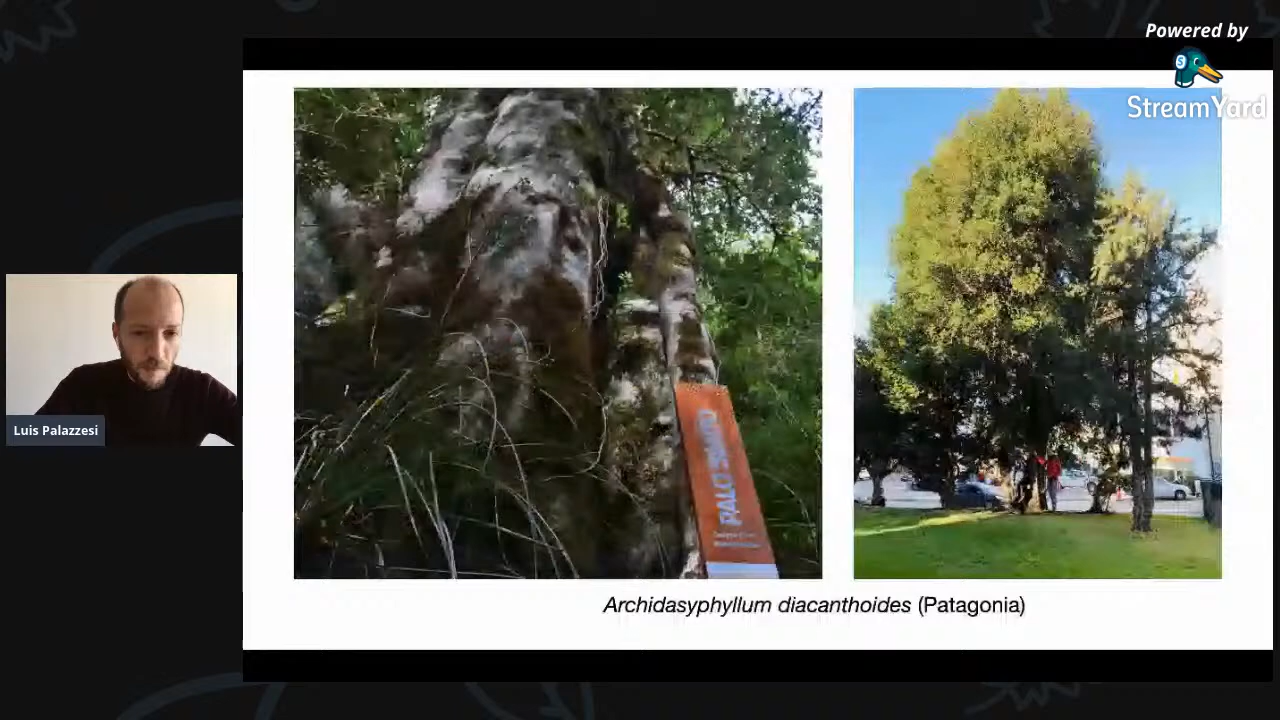 Powered by
StreamYard
Luis Palazzesi
PALO SANTO
Archidasyphyllum diacanthoides (Patagonia)